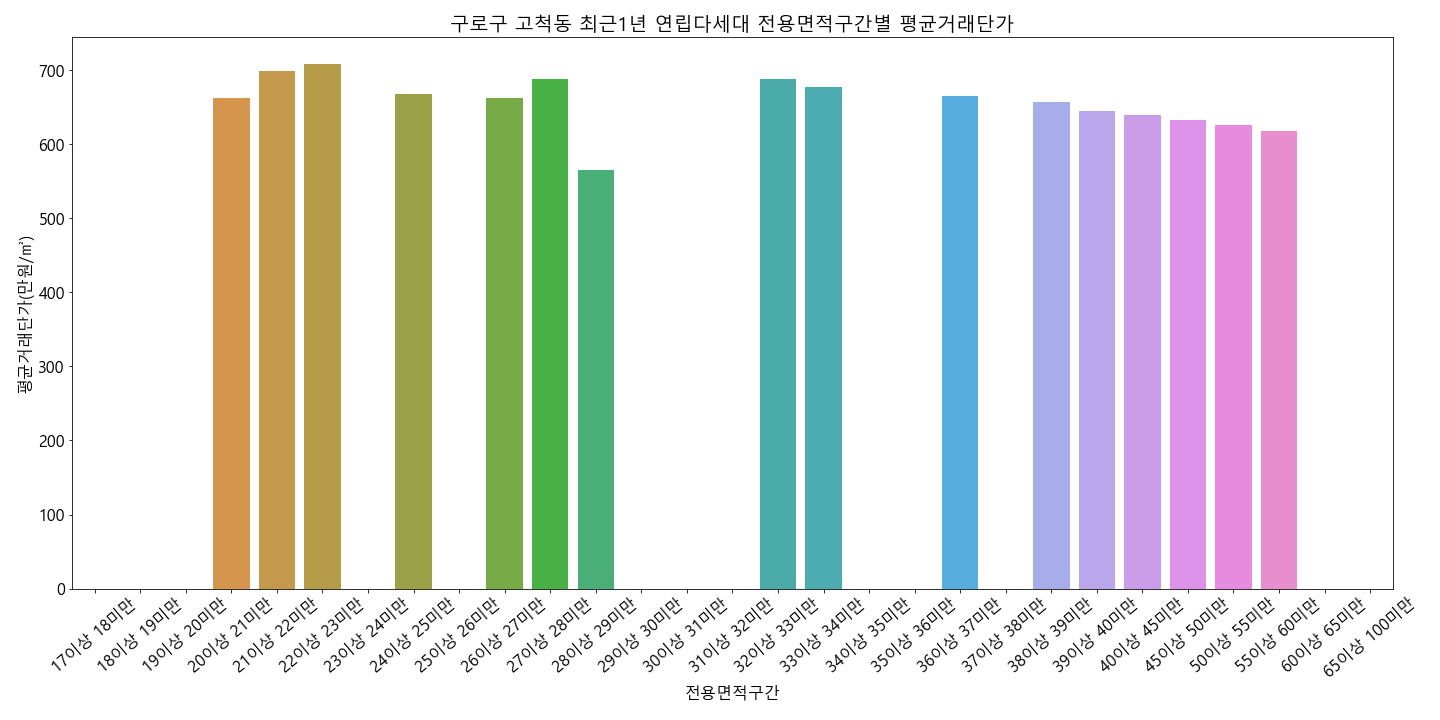 구로구 고척동 최근1년 연립다세대 전용면적구간별 평균거래단가
평균거래단가(만원/㎡)
700
600
500
400
300
200
100
0
17이상 18미만
18이상 19미만
19이상 20미만
20이상 21미만
21이상 22미만
22이상 23미만
23이상 24미만
24이상 25미만
25이상 26미만
26이상 27미만
27이상 28미만
28이상 29미만
29이상 30미만
30이상 31미만
31이상 32미만
32이상 33미만
33이상 34미만
34이상 35미만
35이상 36미만
36이상 37미만
37이상 38미만
38이상 39미만
39이상 40미만
40이상 45미만
45이상 50미만
50이상 55미만
55이상 60미만
60이상 65미만
65이상 100미만
전용면적구간